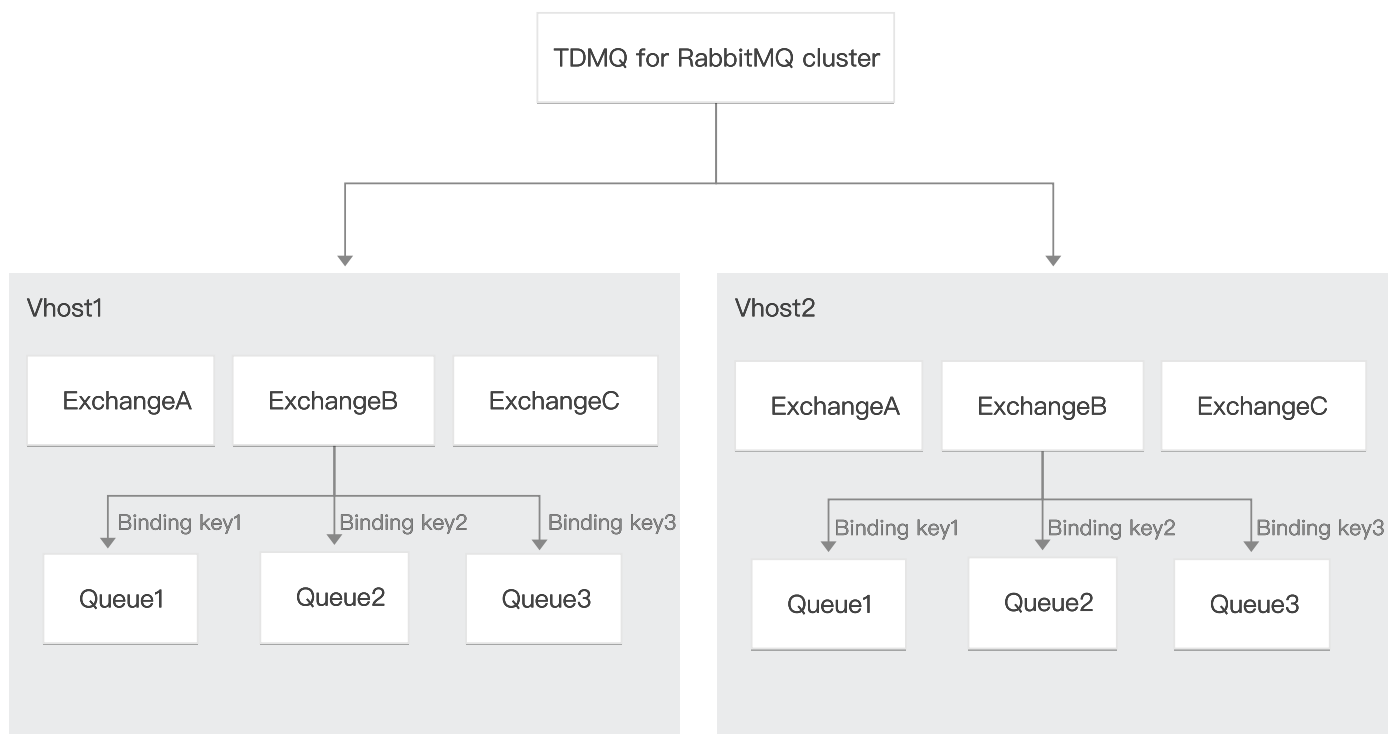 TDMQ for RabbitMQ cluster
Vhost1
ExchangeA
ExchangeB
ExchangeC
Binding key1
Binding key2
Binding key3
Queue1
Queue2
Queue3
Vhost2
ExchangeA
ExchangeB
ExchangeC
Binding key1
Binding key2
Binding key3
Queue1
Queue2
Queue3